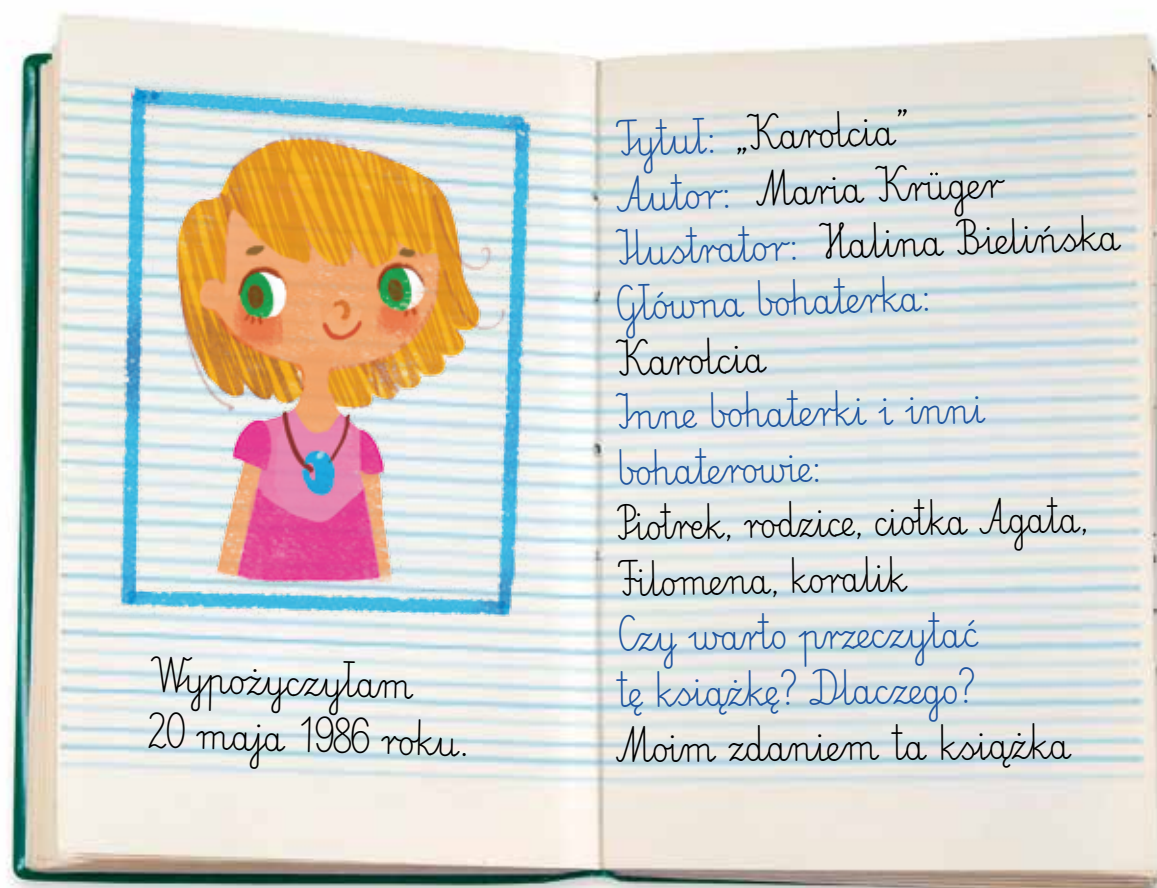 Wypożyczyłam
20 maja 1986 roku.
Tytuł: „Karolcia”
Autor: Maria Krüger
Ilustrator: Halina Bielińska
Główna bohaterka:
Karolcia
Inne bohaterki i inni
bohaterowie:
Piotrek, rodzice, ciotka Agata,
Filomena, koralik
Czy warto przeczytać
tę książkę? Dlaczego?
Moim zdaniem ta książka